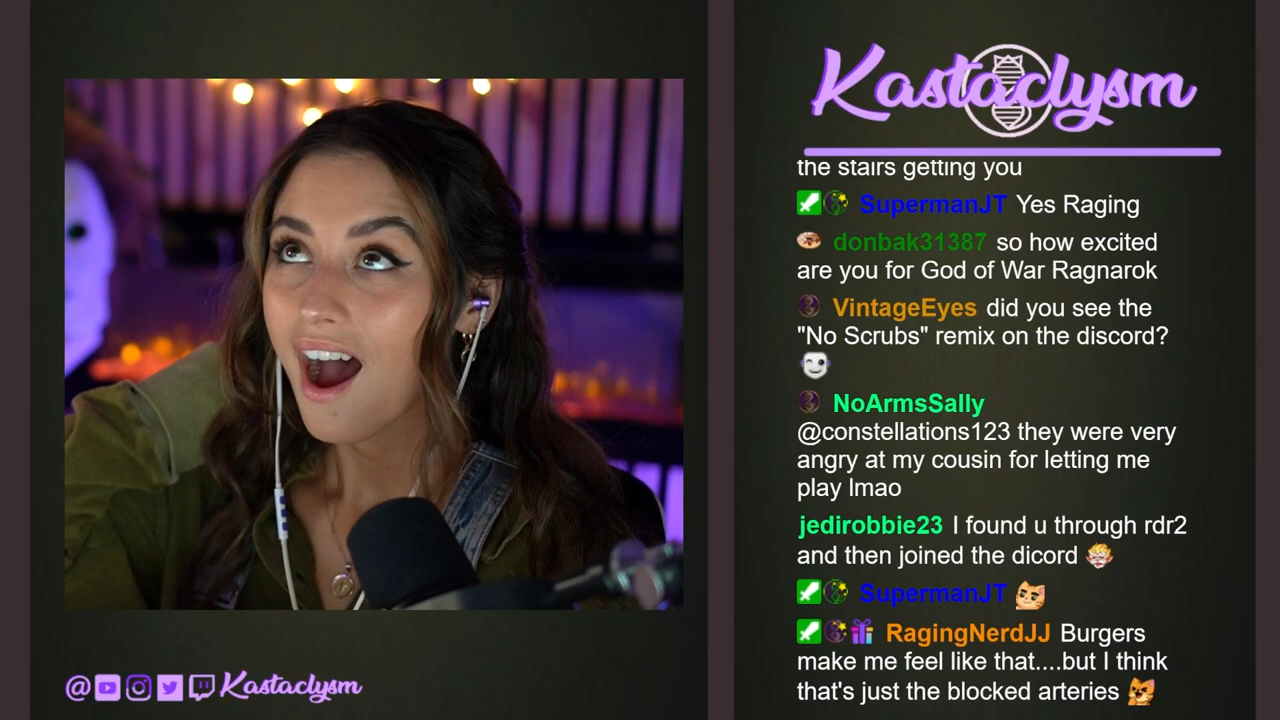 Kastaclysm
the stairs getting you
SupermanJT Yes Raging
donbak31387 so how excited
are you for God of War Ragnarok
VintageEyes did you see the
"No Scrubs" remix on the discord?
NoArmsSally
@constellations123 they were very
angry at my cousin for letting me
play lmao
jedirobbie23 I found u through rdr2
and then joined the dicord
SupermanJT
RagingNerdJJ Burgers
make me feel like that....but I think
that's just the blocked arteries
@ Kastaclysm